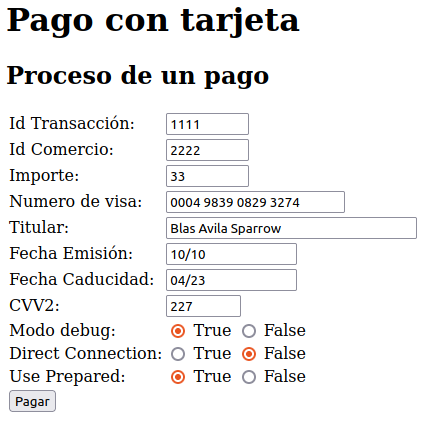 Pago con tarjeta
Proceso de un pago
Id Transacción: 1111
Id Comercio: 2222
Importe: 33
Numero de visa: 0004 9839 0829 3274
Titular: Blas Avila Sparrow
Fecha Emisión: 10/10
Fecha Caducidad: 04/23
CVV2: 227
Modo debug: True False
Direct Connection: True False
Use Prepared: True False
Pagar